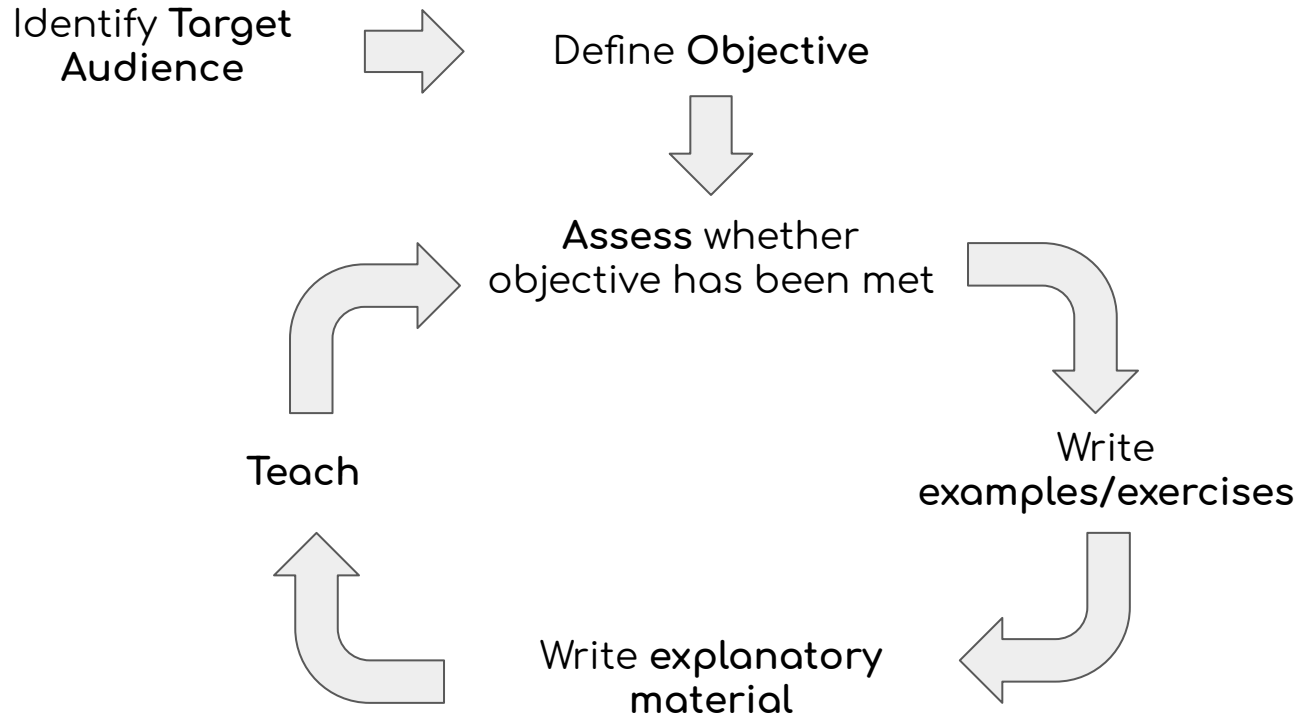 Identify Target
Audience
Define Objective
Assess whether
objective has been met
Write
examples/exercises
Write explanatory
material
Teach